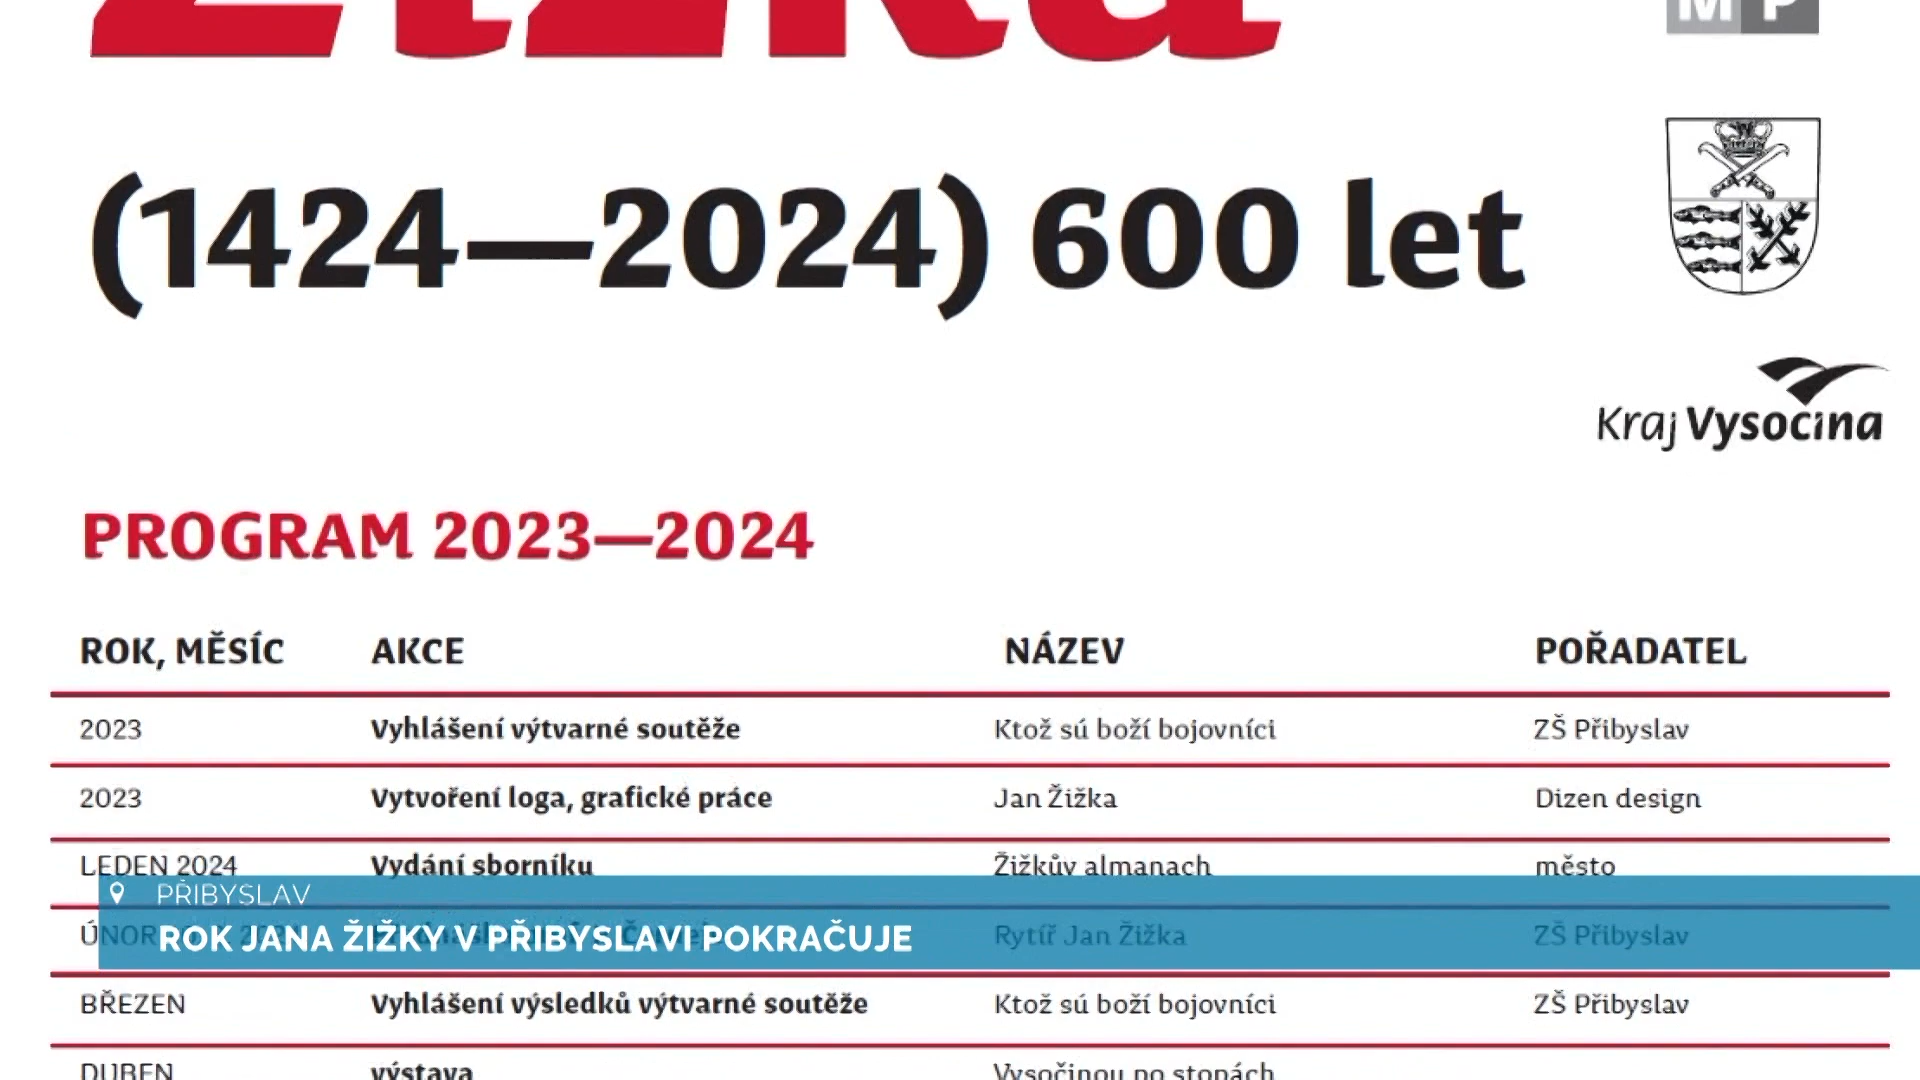 Žižka
M P
(1424—2024) 600 let
Kraj Vysočina
PROGRAM 2023—2024
ROK, MĚSÍC AKCE NÁZEV POŘADATEL
2023 Vyhlášení výtvarné soutěže Ktož sú boží bojovníci ZŠ Přibyslav
2023 Vytvoření loga, grafické práce Jan Žižka Dizen design
LEDEN 2024 Vydání sborníku Žižkův almanach město
PŘIBYSLAV
ROK JANA ŽIŽKY V PŘIBYSLAVI POKRAČUJE
ÚNOR Rytíř Jan Žižka ZŠ Přibyslav
BŘEZEN Vyhlášení výsledků výtvarné soutěže Ktož sú boží bojovníci ZŠ Přibyslav
DUBEN výstava Vysočinou po stopách